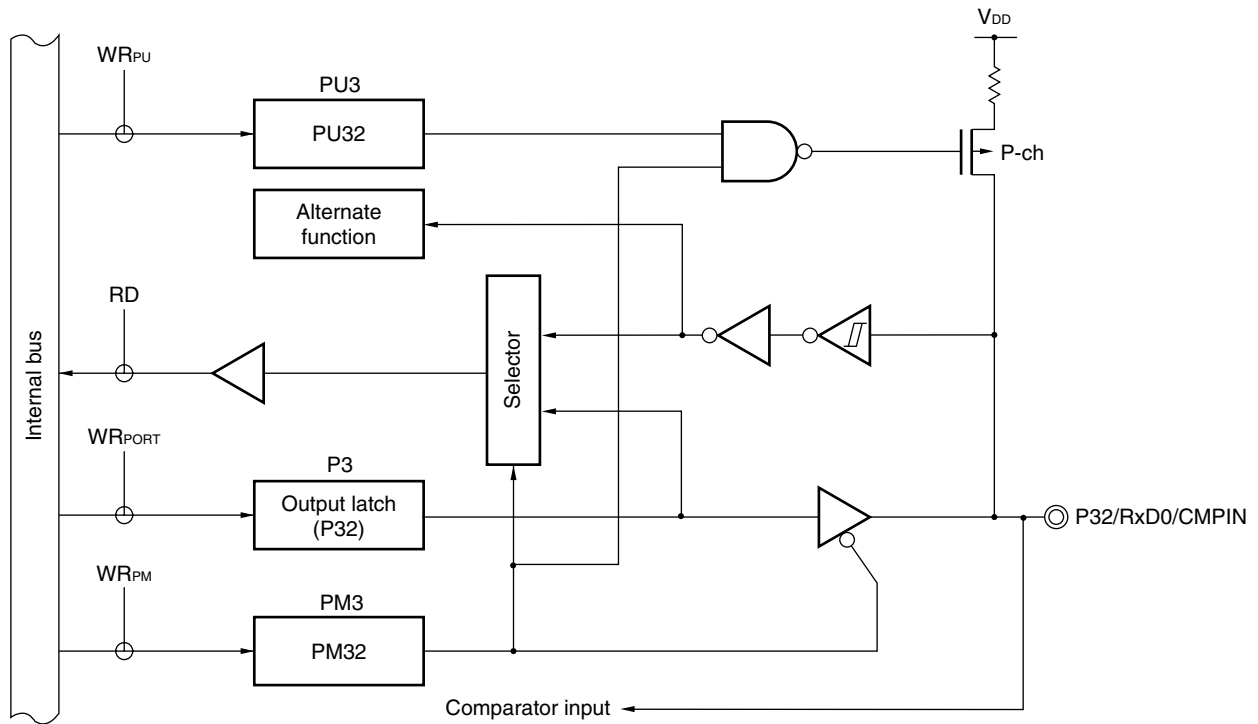 VDD
WRPU
PU3
PU32
P-ch
Alternate
function
RD
Selector
Internal bus
WRPORT
P3
Output latch
(P32)
P32/RxD0/CMPIN
WRPM
PM3
PM32
Comparator input